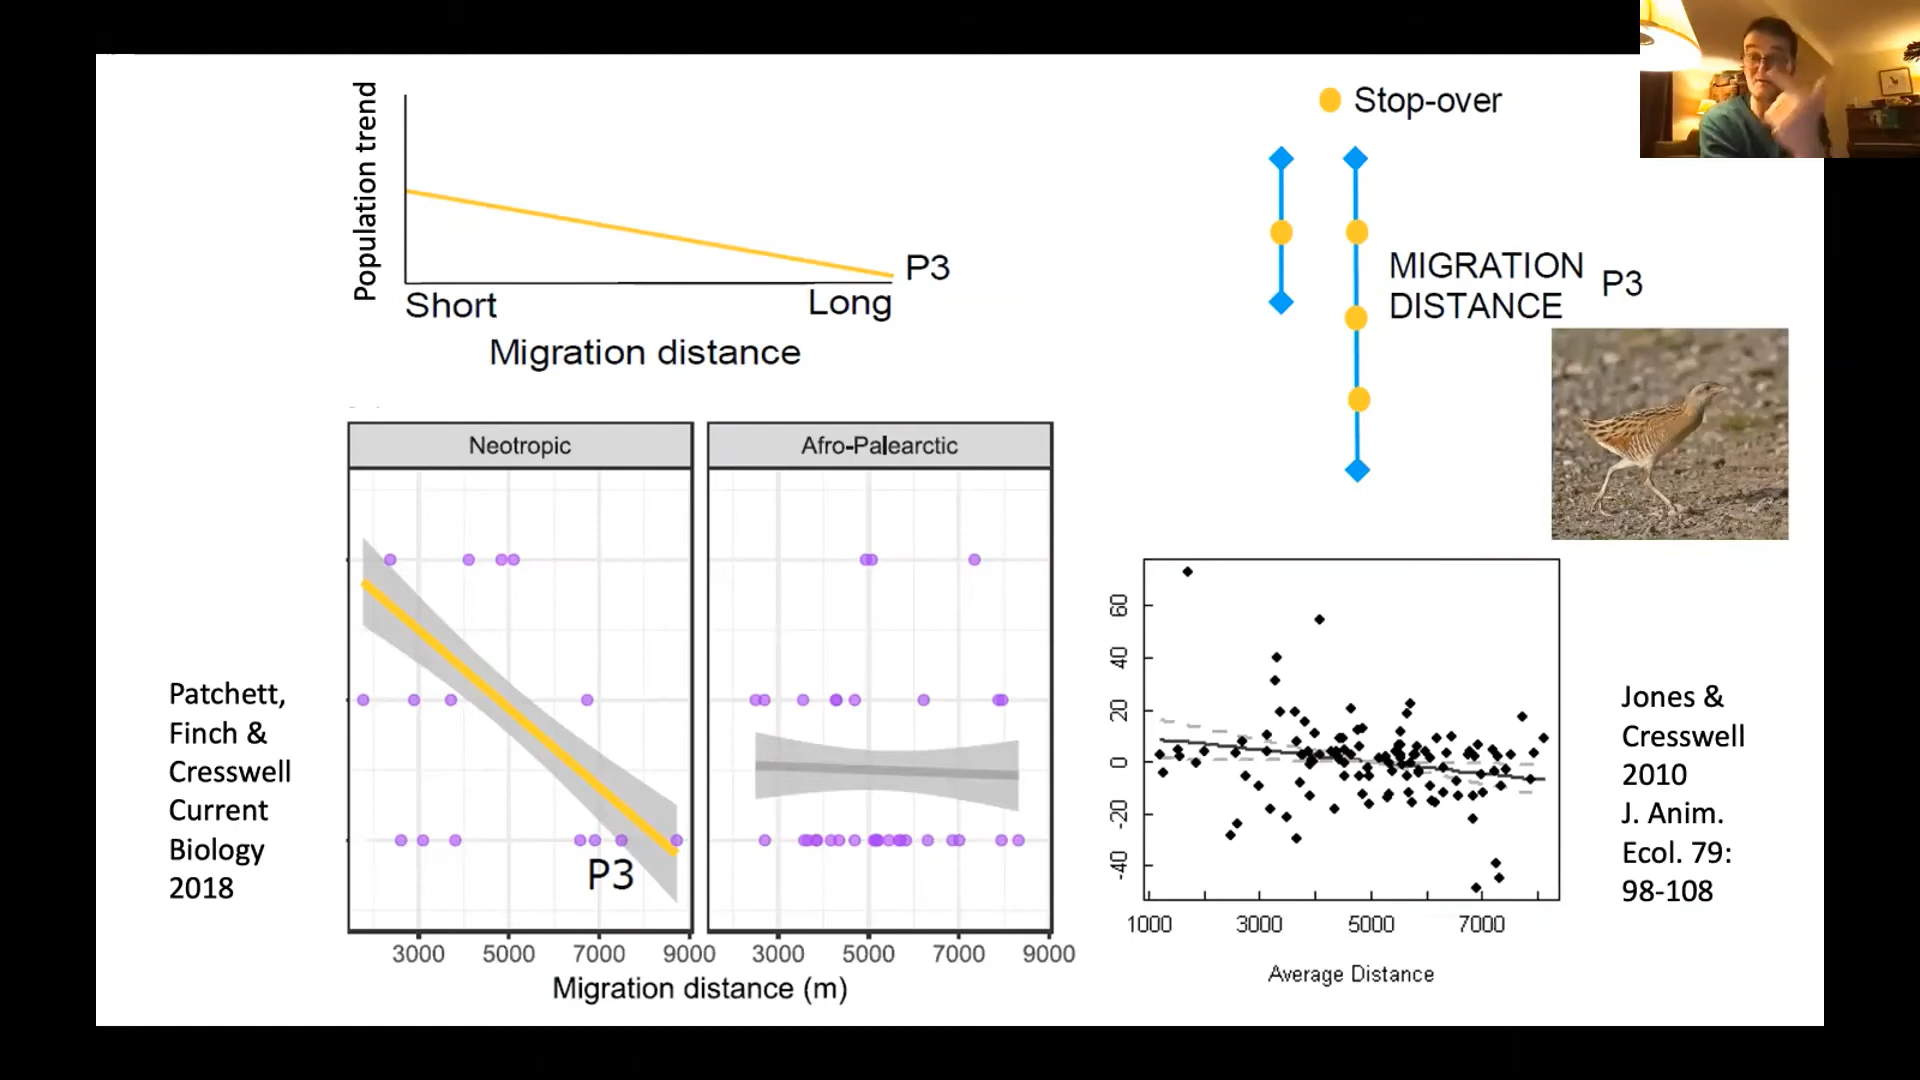 Population trend
P3
Short
Long
Migration distance
Stop-over
MIGRATION
DISTANCE
P3
Neotropic
Afro-Palearctic
P3
3000
5000
7000
9000
3000
5000
7000
9000
Migration distance (m)
Patchett,
Finch &
Cresswell
Current
Biology
2018
60
40
20
0
-20
-40
1000
3000
5000
7000
Average Distance
Jones &
Cresswell
2010
J. Anim.
Ecol. 79:
98-108